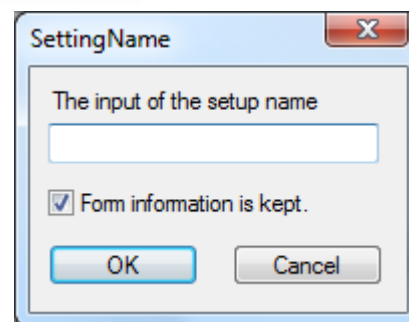 SettingName
The input of the setup name
Form information is kept.
OK
Cancel